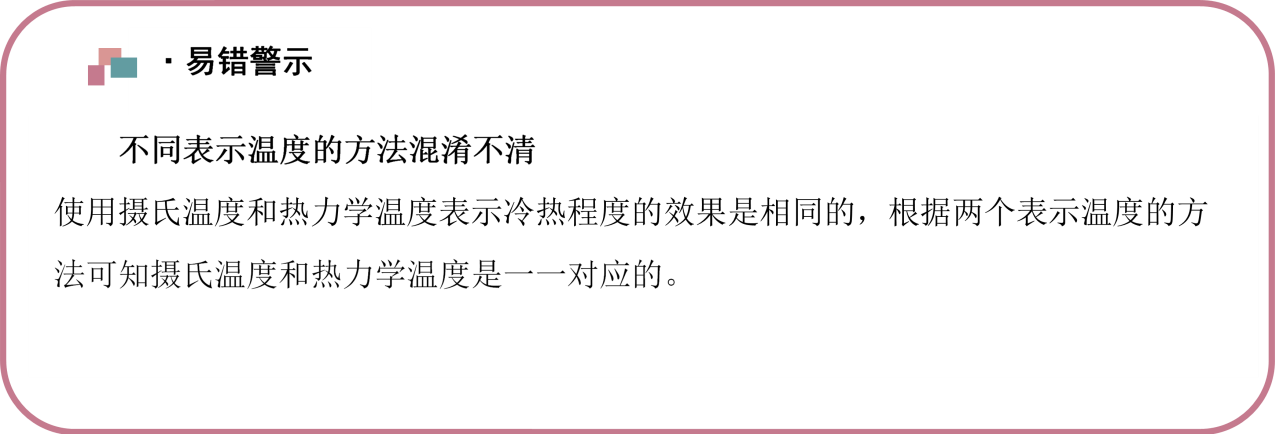 ·易错警示
不同表示温度的方法混淆不清
使用摄氏温度和热力学温度表示冷热程度的效果是相同的，根据两个表示温度的方
法可知摄氏温度和热力学温度是一一对应的。